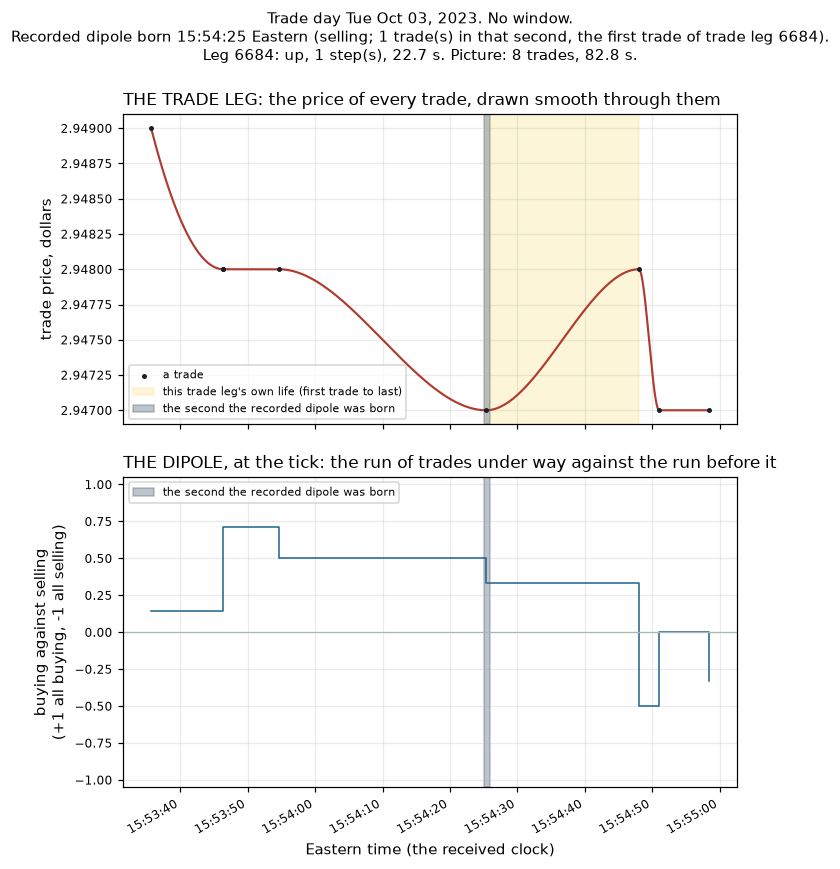 Trade day Tue Oct 03, 2023. No window.
Recorded dipole born 15:54:25 Eastern (selling; 1 trade(s) in that second, the first trade of trade leg 6684).
Leg 6684: up, 1 step(s), 22.7 s. Picture: 8 trades, 82.8 s.
THE TRADE LEG: the price of every trade, drawn smooth through them
trade price, dollars
2.94900
2.94875
2.94850
2.94825
2.94800
2.94775
2.94750
2.94725
2.94700
a trade
this trade leg's own life (first trade to last)
the second the recorded dipole was born
THE DIPOLE, at the tick: the run of trades under way against the run before it
buying against selling
(+1 all buying, -1 all selling)
1.00
0.75
0.50
0.25
0.00
−0.25
−0.50
−0.75
−1.00
the second the recorded dipole was born
15:53:40
15:53:50
15:54:00
15:54:10
15:54:20
15:54:30
15:54:40
15:54:50
15:55:00
Eastern time (the received clock)